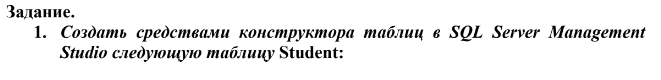 Задание.
1. Создать средствами конструктора таблиц в SQL Server Management
Studio следующую таблицу Student: